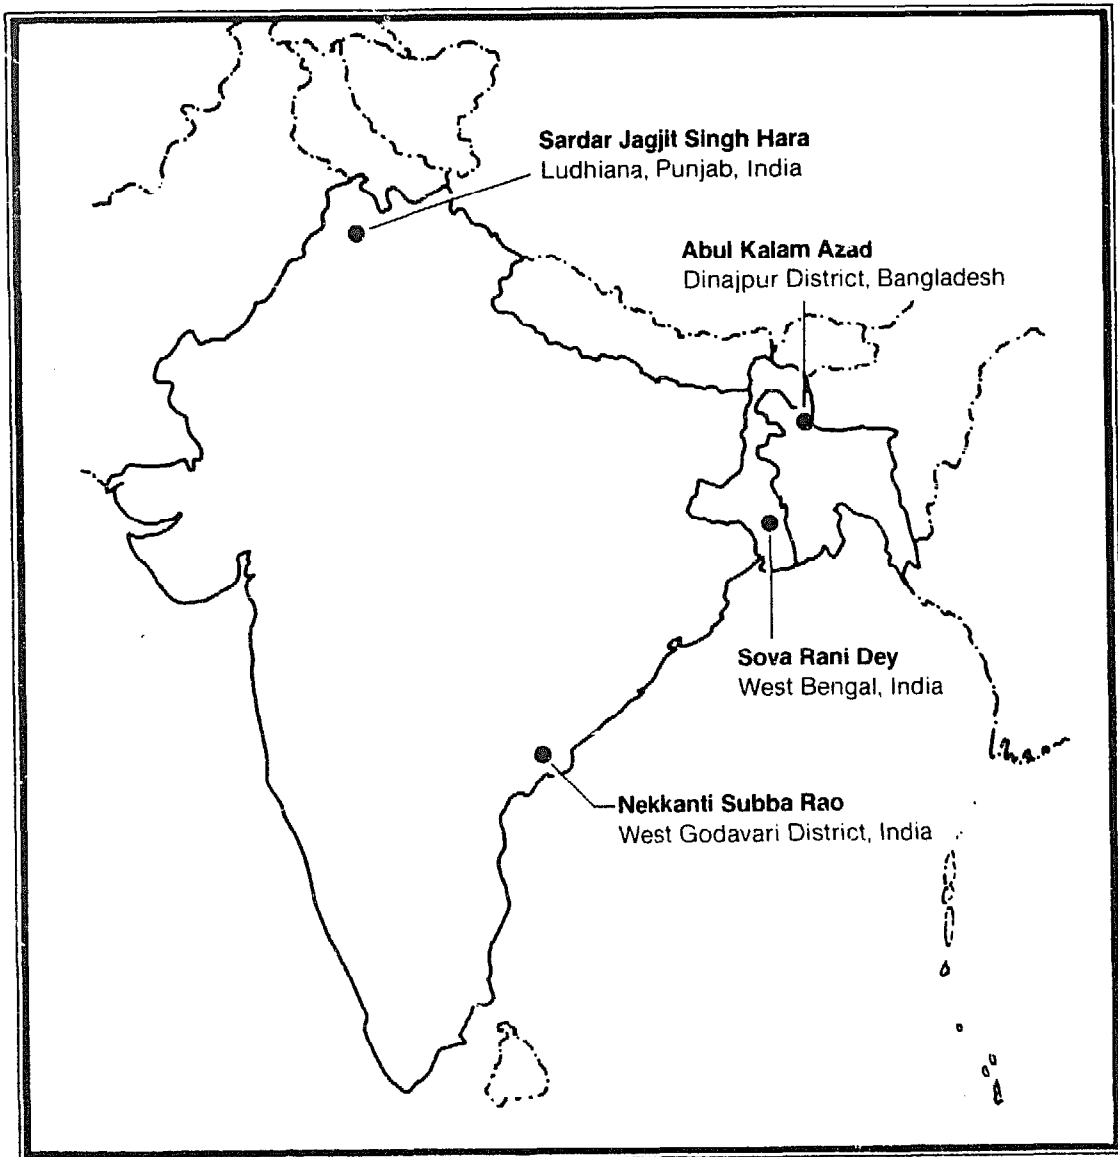 Sardar Jagjit Singh Hara
Ludhiana, Punjab, India
Abul Kalam Azad
Dinajpur District, Bangladesh
Sova Rani Dey
West Bengal, India
Nekkanti Subba Rao
West Godavari District, India